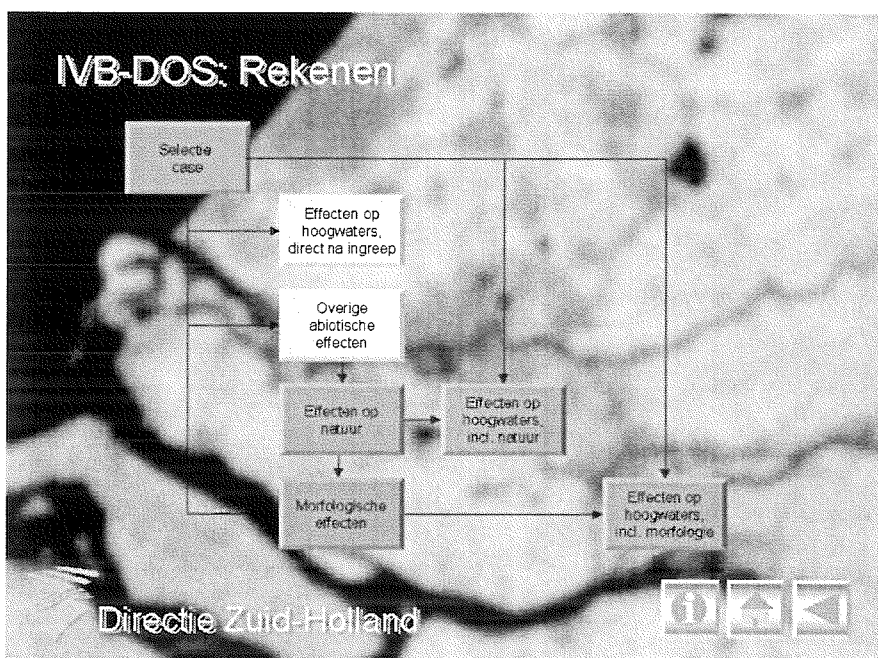 IVB-DOS: Rekenen
Selectie
case
Effecten op
hoogwaters,
direct na ingreep
Overige
abiotische
effecten
Effecten op
natuur
Effecten op
hoogwaters,
incl. natuur
Morfologische
effecten
Effecten op
hoogwaters,
incl. morfologie
Directie Zuid-Holland
i